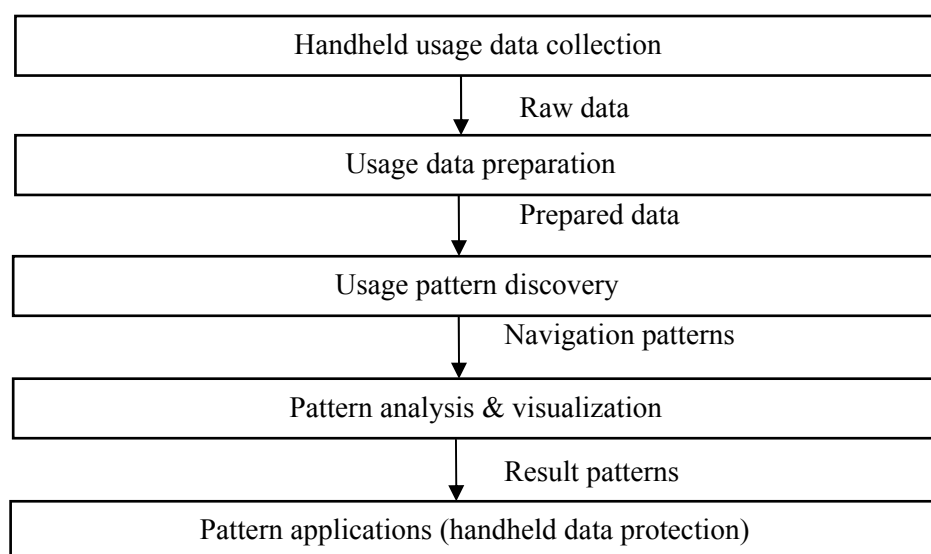 Handheld usage data collection
Raw data
Usage data preparation
Prepared data
Usage pattern discovery
Navigation patterns
Pattern analysis & visualization
Result patterns
Pattern applications (handheld data protection)